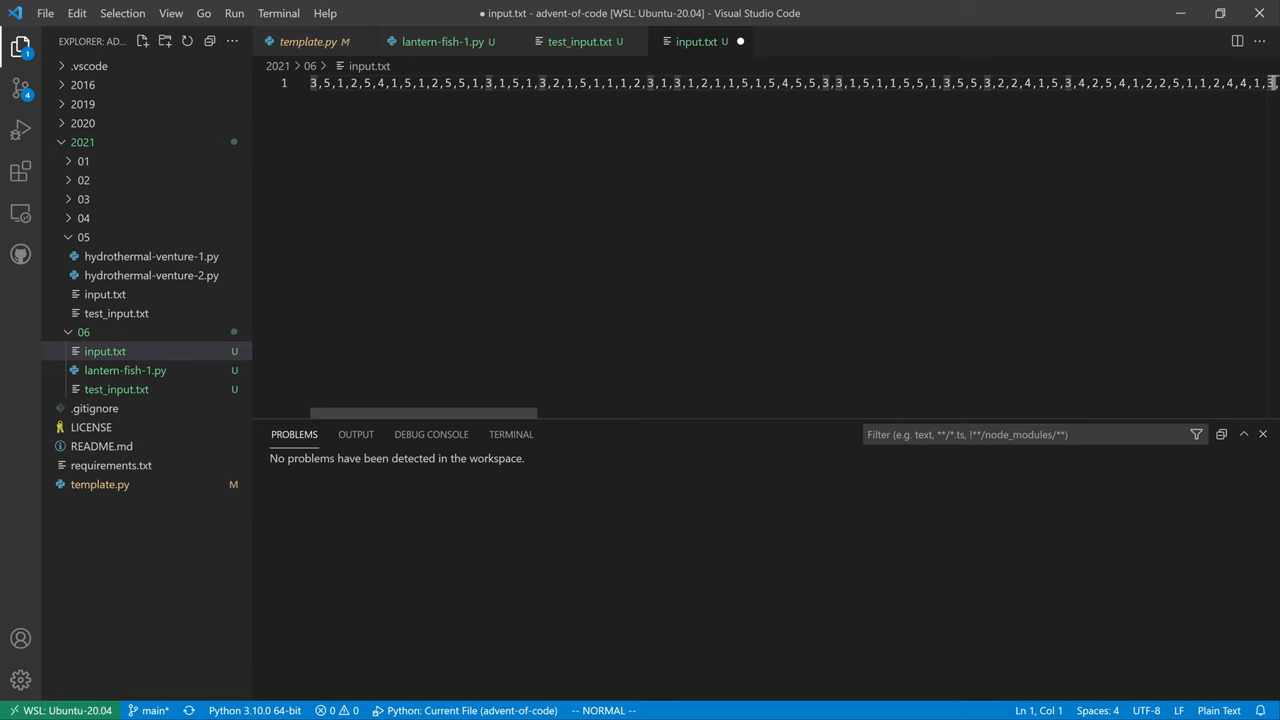 File Edit Selection View Go Run Terminal Help
● input.txt - advent-of-code [WSL: Ubuntu-20.04] - Visual Studio Code
EXPLORER: AD...
.vscode
2016
2019
2020
2021
01
02
03
04
05
hydrothermal-venture-1.py
hydrothermal-venture-2.py
input.txt
test_input.txt
06
input.txt U
lantern-fish-1.py U
test_input.txt U
.gitignore
LICENSE
README.md
requirements.txt
template.py M
1
4
template.py M lantern-fish-1.py U test_input.txt U input.txt U ●
2021 > 06 > input.txt
1 3,5,1,2,5,4,1,5,1,2,5,5,1,3,1,5,1,3,2,1,5,1,1,1,2,3,1,3,1,2,1,1,5,1,5,4,5,5,3,3,1,5,1,1,5,5,1,3,5,5,3,2,2,4,1,5,3,4,2,5,4,1,2,2,5,1,1,2,4,4,1,3,
PROBLEMS OUTPUT DEBUG CONSOLE TERMINAL
Filter (e.g. text, **/*.ts, !**/node_modules/**)
No problems have been detected in the workspace.
WSL: Ubuntu-20.04 main* Python 3.10.0 64-bit 0 0 Python: Current File (advent-of-code) -- NORMAL -- Ln 1, Col 1 Spaces: 4 UTF-8 LF Plain Text